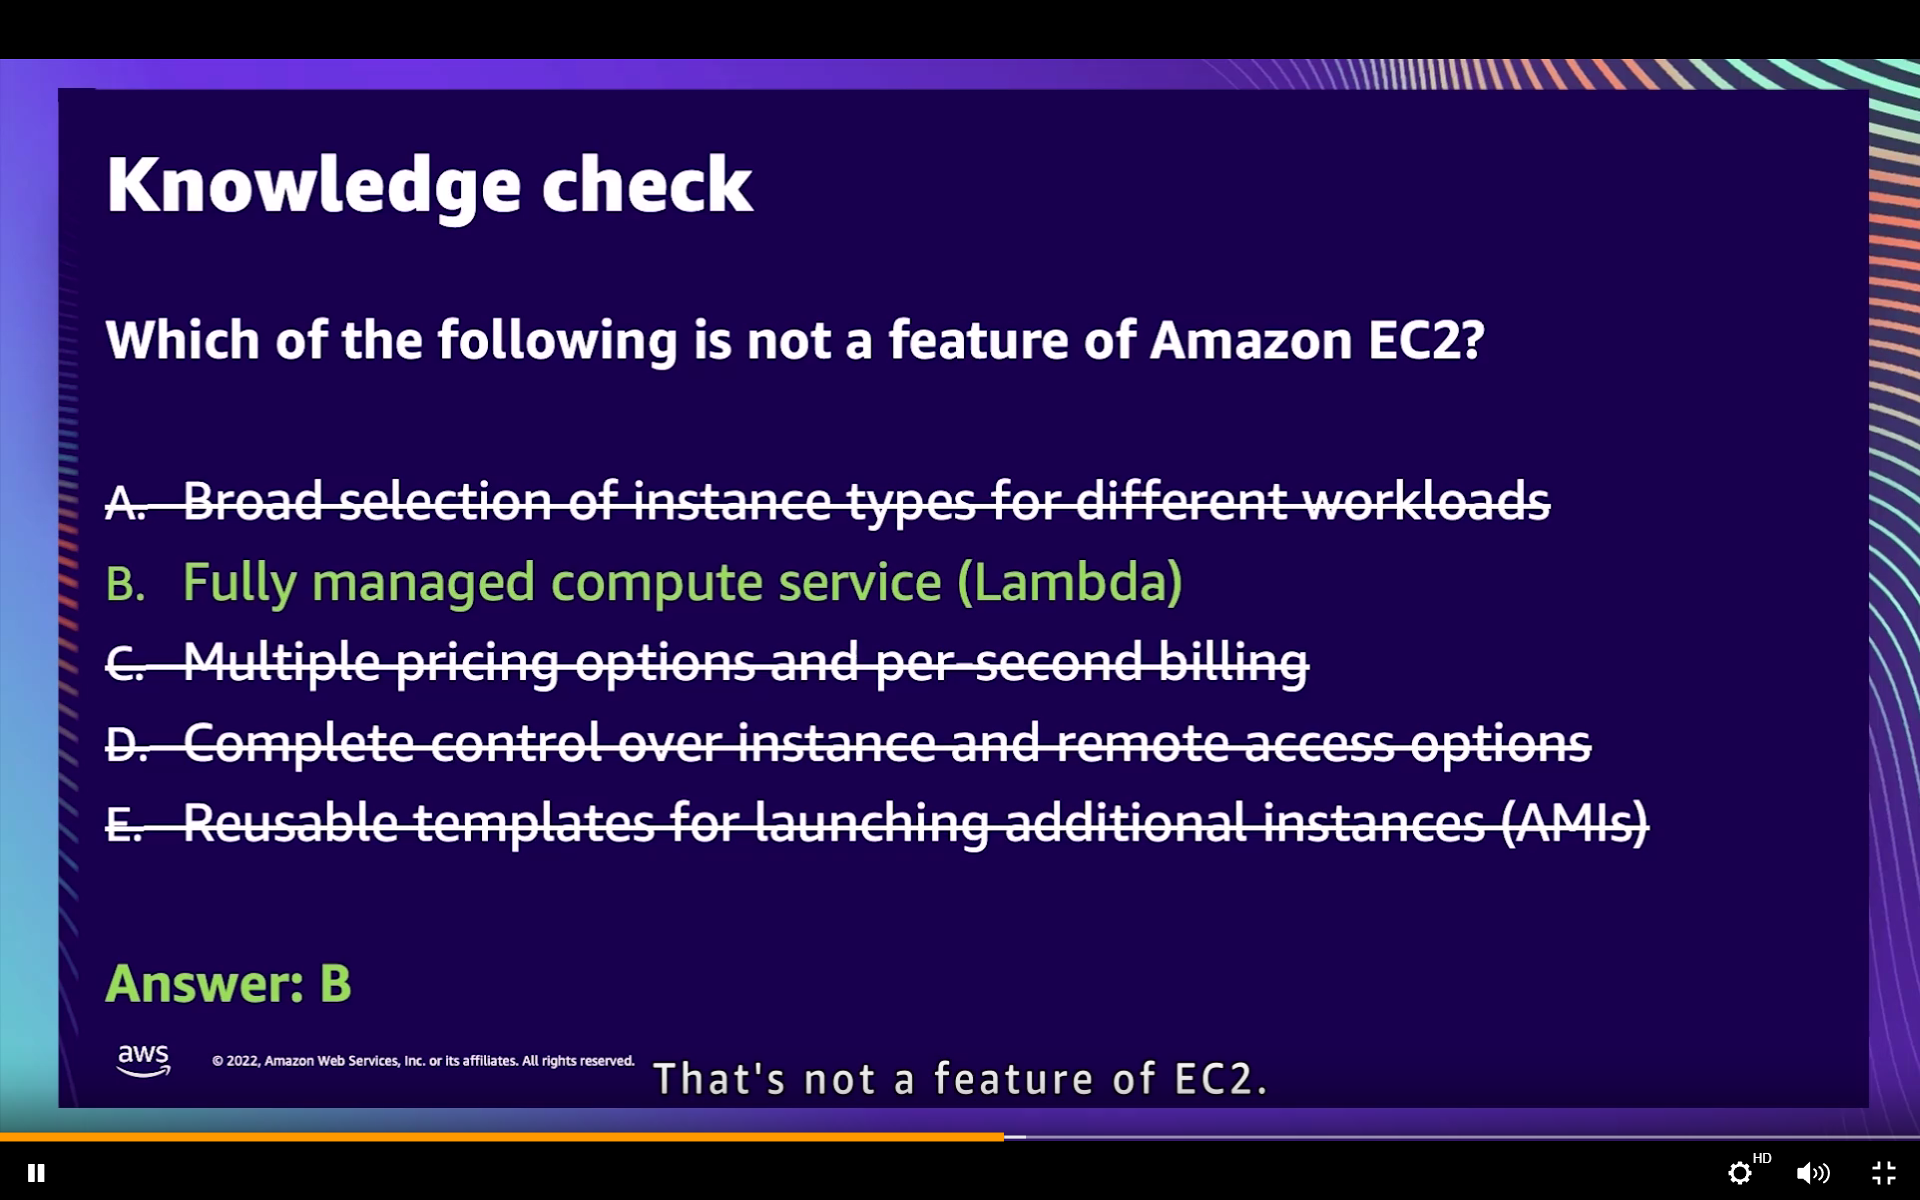 Knowledge check
Which of the following is not a feature of Amazon EC2?
A. Broad selection of instance types for different workloads
B. Fully managed compute service (Lambda)
C. Multiple pricing options and per-second billing
D. Complete control over instance and remote access options
E. Reusable templates for launching additional instances (AMIs)
Answer: B
aws
© 2022, Amazon Web Services, Inc. or its affiliates. All rights reserved.
That's not a feature of EC2.
HD